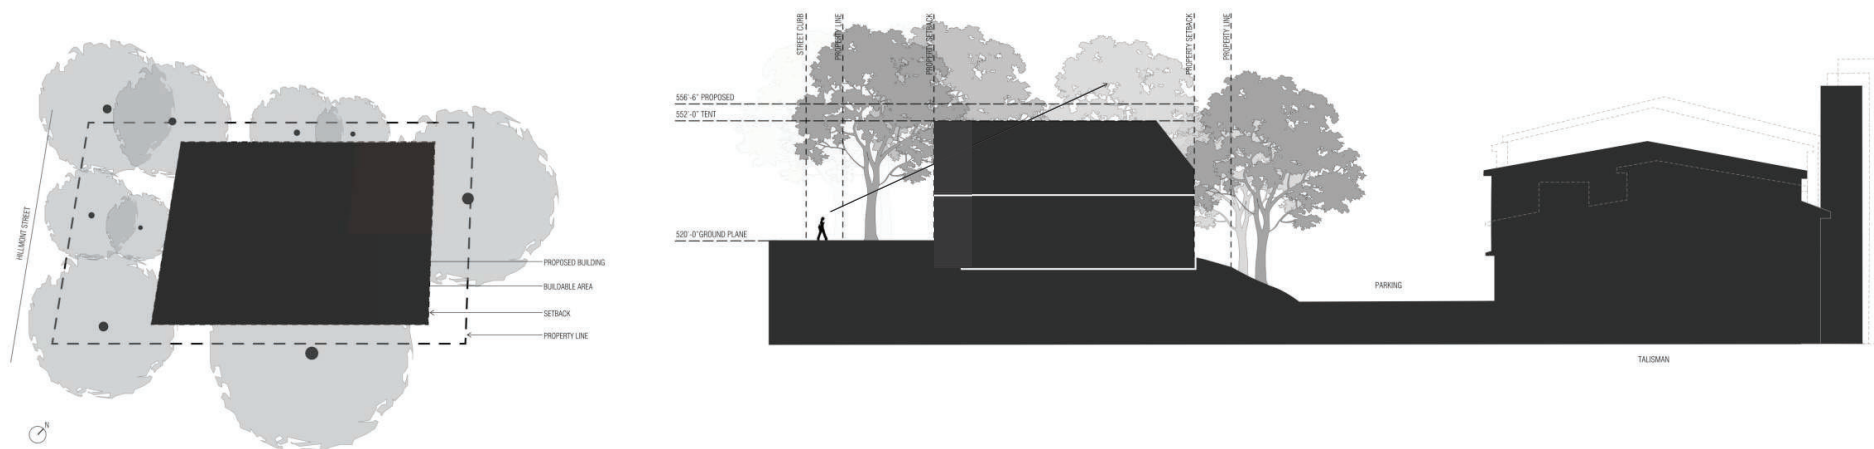 HILLMONT STREET
PROPOSED BUILDING
BUILDABLE AREA
SETBACK
PROPERTY LINE
N
STREET CURB
PROPERTY LINE
PROPERTY SETBACK
PROPERTY SETBACK
PROPERTY LINE
556'-6" PROPOSED
552'-0" TENT
520'-0"GROUND PLANE
PARKING
TALISMAN